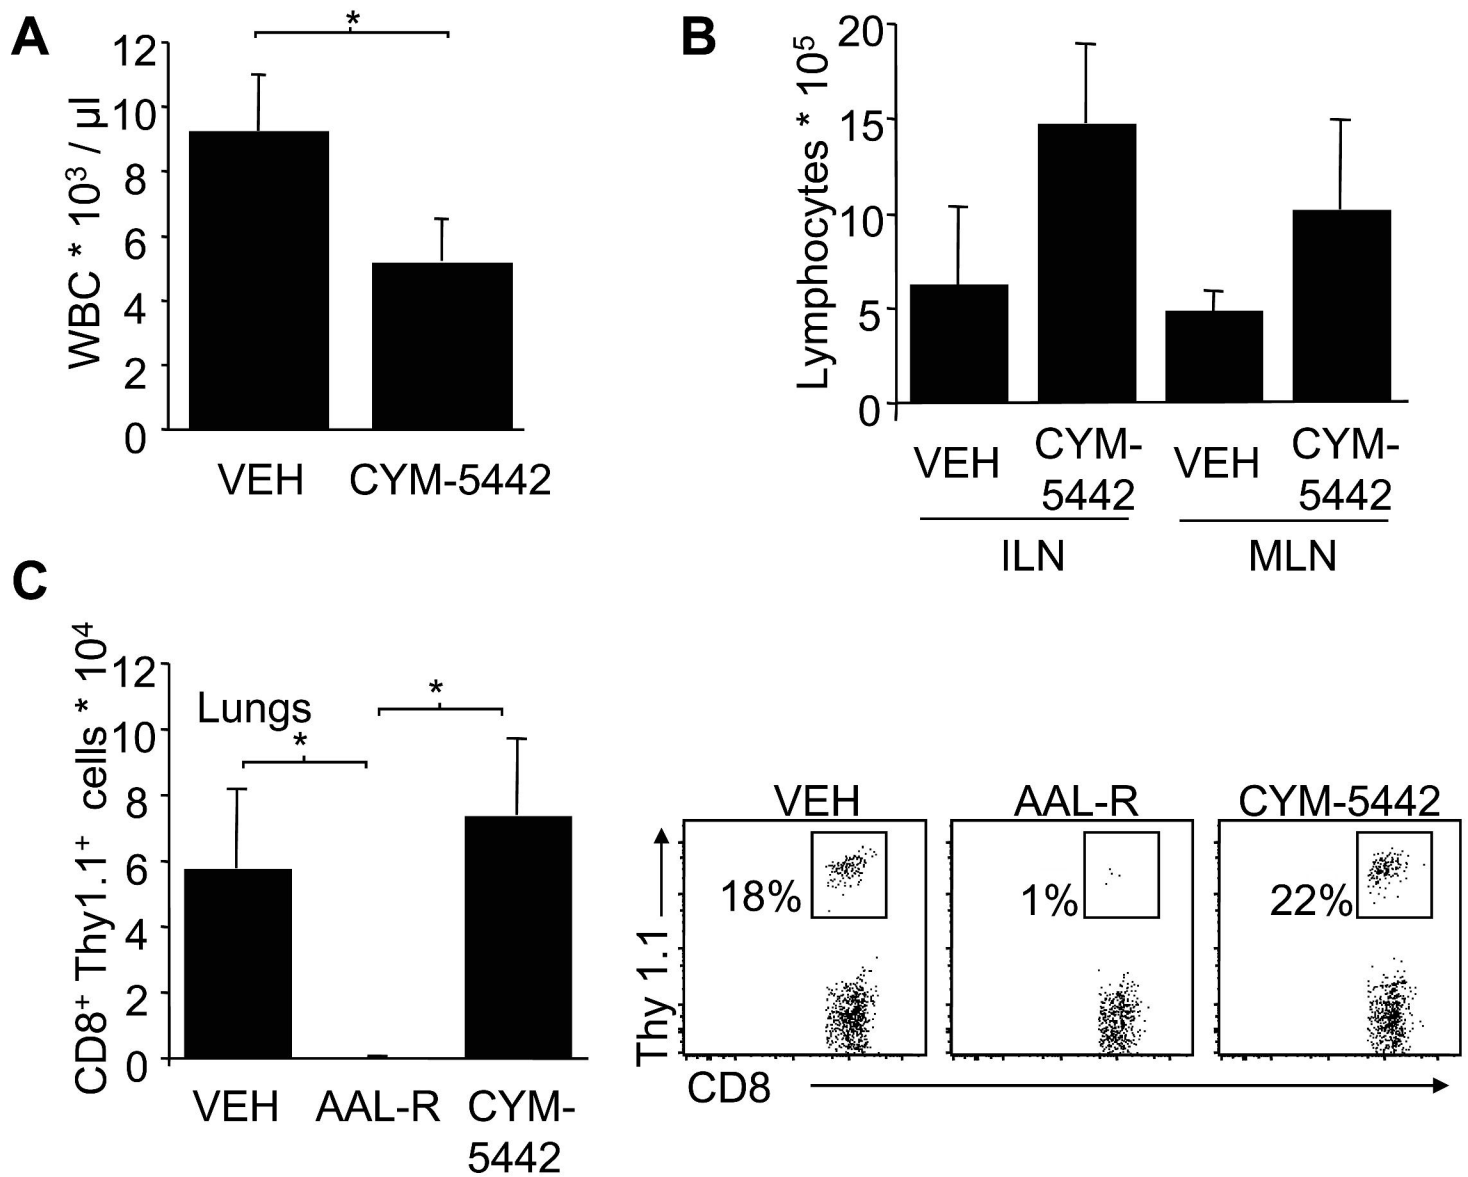 A
*
WBC * 10³ / µl
12
10
8
6
4
2
0
VEH CYM-5442
B
Lymphocytes * 10⁵
20
15
10
5
0
VEH CYM-5442 VEH CYM-5442
ILN MLN
C
CD8⁺ Thy1.1⁺ cells * 10⁴
12
10
8
6
4
2
0
Lungs
*
*
VEH AAL-R CYM-5442
VEH AAL-R CYM-5442
18% 1% 22%
Thy 1.1
CD8